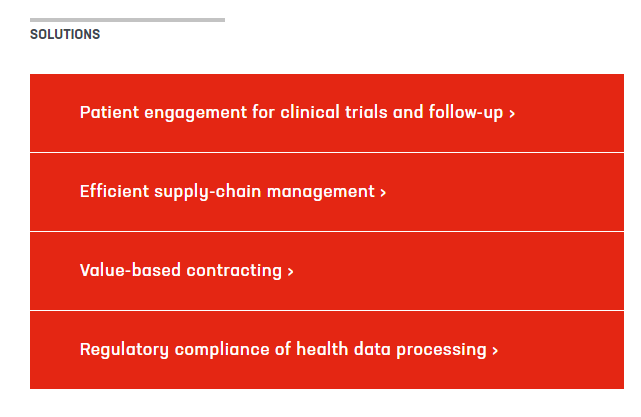 SOLUTIONS
Patient engagement for clinical trials and follow-up ›
Efficient supply-chain management ›
Value-based contracting ›
Regulatory compliance of health data processing ›